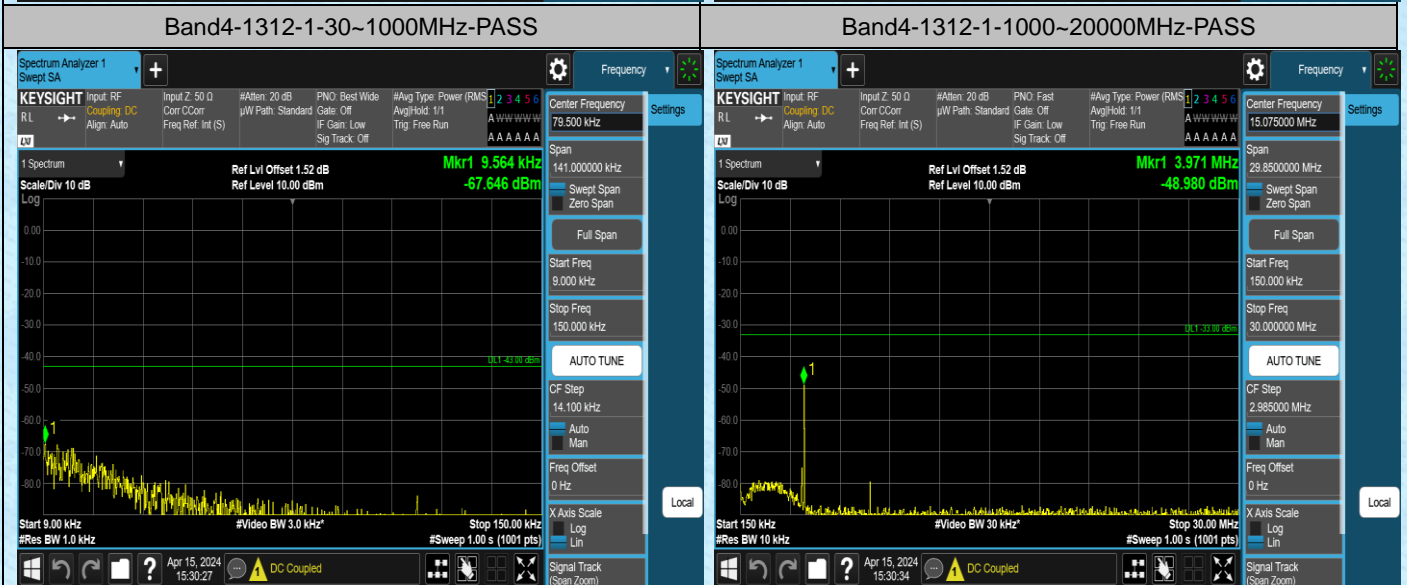 Band4-1312-1-30~1000MHz-PASS
Band4-1312-1-1000~20000MHz-PASS
Spectrum Analyzer 1
Swept SA
+
Frequency
KEYSIGHT
RL
LXI
Input: RF
Coupling: DC
Align: Auto
Input Z: 50 Ω
Corr CCorr
Freq Ref: Int (S)
#Atten: 20 dB
µW Path: Standard
PNO: Best Wide
Gate: Off
IF Gain: Low
Sig Track: Off
#Avg Type: Power (RMS
Avg|Hold: 1/1
Trig: Free Run
1 2 3 4 5 6
A W W W W W
A A A A A A
1 Spectrum
Scale/Div 10 dB
Log
Ref Lvl Offset 1.52 dB
Ref Level 10.00 dBm
Mkr1 9.564 kHz
-67.646 dBm
0.00
-10.0
-20.0
-30.0
-40.0
-50.0
-60.0
-70.0
-80.0
DL1 -43.00 dBm
1
Start 9.00 kHz
#Res BW 1.0 kHz
#Video BW 3.0 kHz*
Stop 150.00 kHz
#Sweep 1.00 s (1001 pts)
?
Apr 15, 2024
15:30:27
1
DC Coupled
Center Frequency
79.500 kHz
Span
141.000000 kHz
Swept Span
Zero Span
Full Span
Start Freq
9.000 kHz
Stop Freq
150.000 kHz
AUTO TUNE
CF Step
14.100 kHz
Auto
Man
Freq Offset
0 Hz
X Axis Scale
Log
Lin
Signal Track
(Span Zoom)
Settings
Local
Spectrum Analyzer 1
Swept SA
+
Frequency
KEYSIGHT
RL
LXI
Input: RF
Coupling: DC
Align: Auto
Input Z: 50 Ω
Corr CCorr
Freq Ref: Int (S)
#Atten: 20 dB
µW Path: Standard
PNO: Fast
Gate: Off
IF Gain: Low
Sig Track: Off
#Avg Type: Power (RMS
Avg|Hold: 1/1
Trig: Free Run
1 2 3 4 5 6
A W W W W W
A A A A A A
1 Spectrum
Scale/Div 10 dB
Log
Ref Lvl Offset 1.52 dB
Ref Level 10.00 dBm
Mkr1 3.971 MHz
-48.980 dBm
0.00
-10.0
-20.0
-30.0
-40.0
-50.0
-60.0
-70.0
-80.0
DL1 -33.00 dBm
1
Start 150 kHz
#Res BW 10 kHz
#Video BW 30 kHz*
Stop 30.00 MHz
#Sweep 1.00 s (1001 pts)
?
Apr 15, 2024
15:30:34
1
DC Coupled
Center Frequency
15.075000 MHz
Span
29.8500000 MHz
Swept Span
Zero Span
Full Span
Start Freq
150.000 kHz
Stop Freq
30.000000 MHz
AUTO TUNE
CF Step
2.985000 MHz
Auto
Man
Freq Offset
0 Hz
X Axis Scale
Log
Lin
Signal Track
(Span Zoom)
Settings
Local